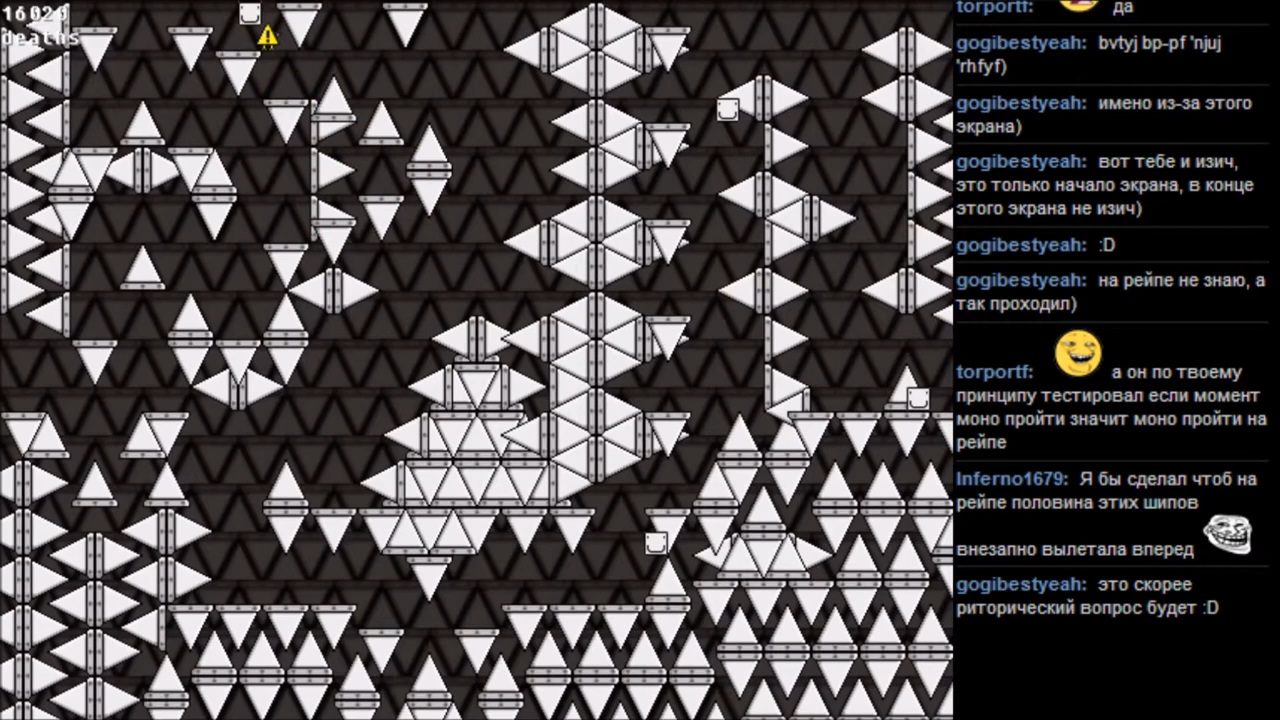 16020
deaths
torportf: да
gogibestyeah: bvtyj bp-pf 'njuj
'rhfyf)
gogibestyeah: имено из-за этого
экрана)
gogibestyeah: вот тебе и изич,
это только начало экрана, в конце
этого экрана не изич)
gogibestyeah: :D
gogibestyeah: на рейпе не знаю, а
так проходил)
torportf: а он по твоему
принципу тестировал если момент
моно пройти значит моно пройти на
рейпе
Inferno1679: Я бы сделал чтоб на
рейпе половина этих шипов
внезапно вылетала вперед
gogibestyeah: это скорее
риторический вопрос будет :D